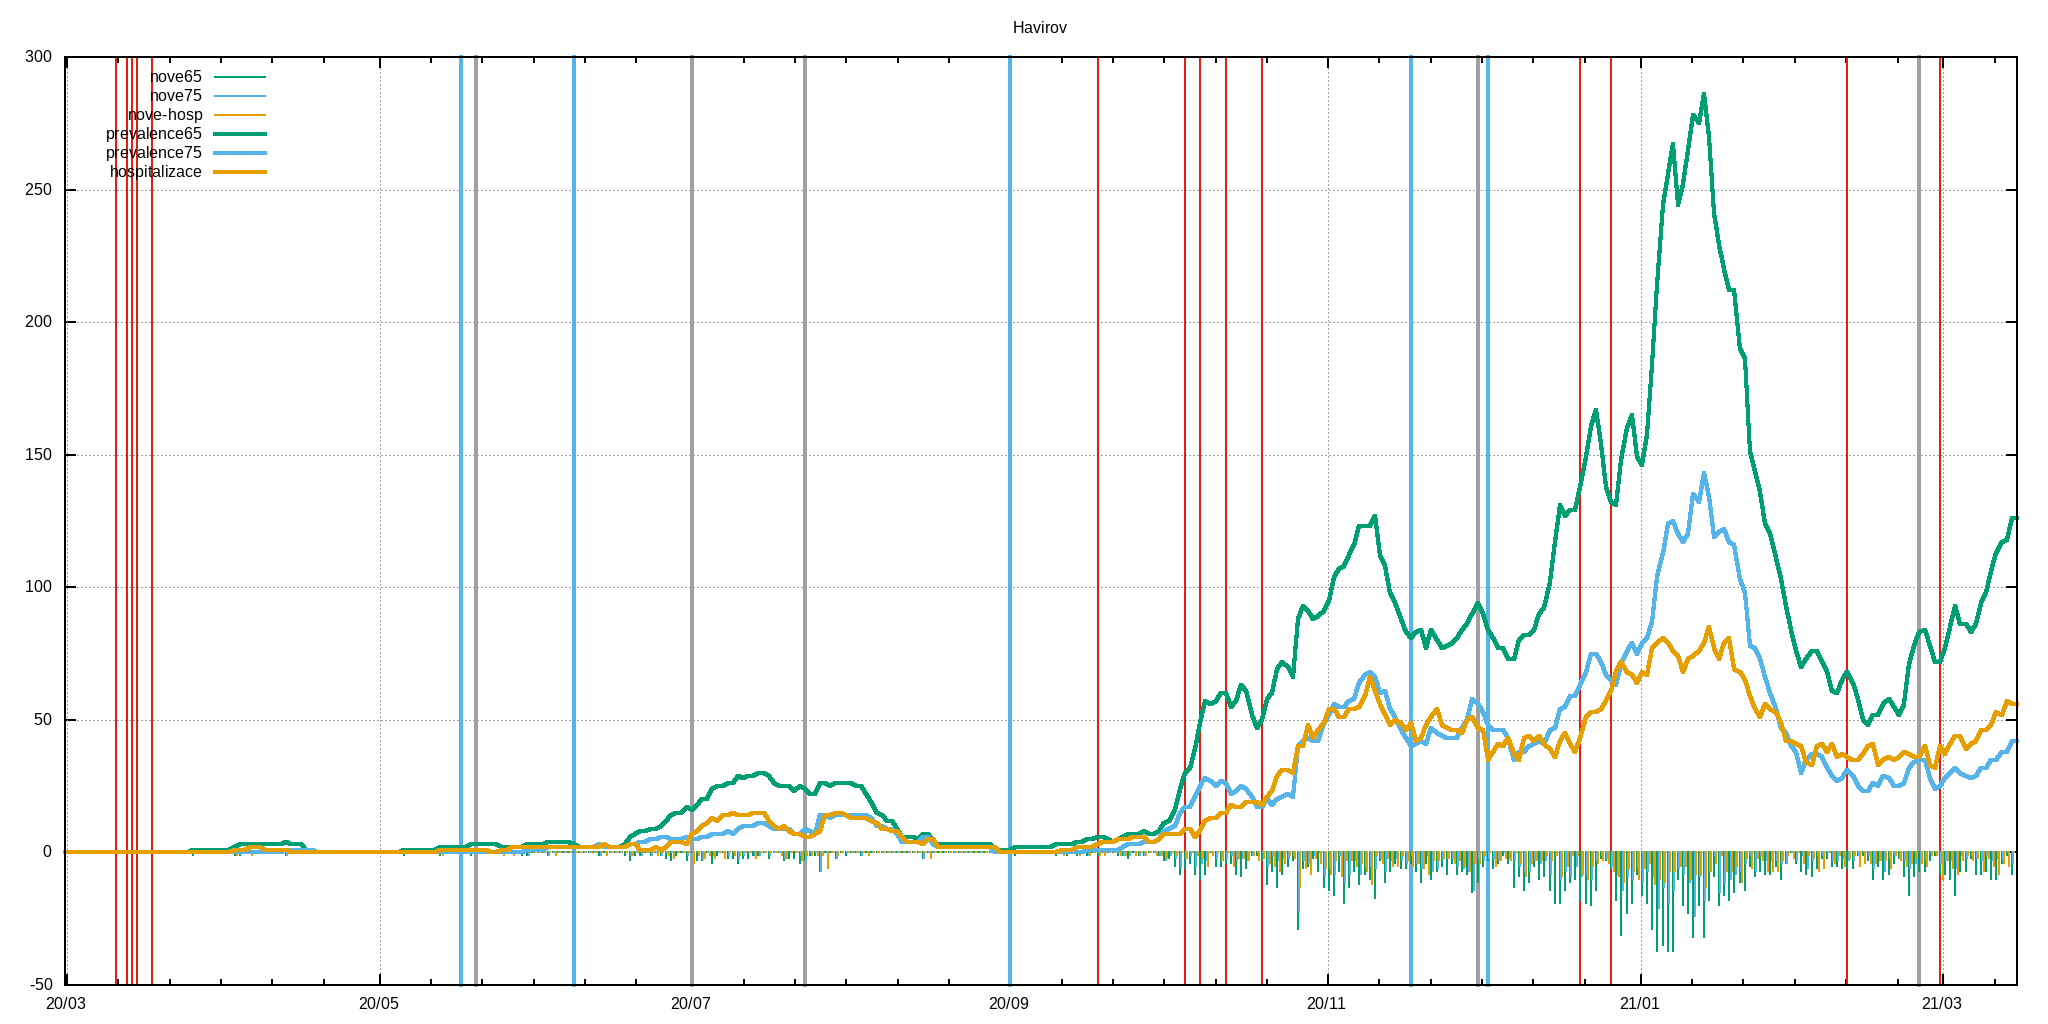 Havirov
300
250
200
150
100
50
0
-50
nove65
nove75
nove-hosp
prevalence65
prevalence75
hospitalizace
20/03 20/05 20/07 20/09 20/11 21/01 21/03